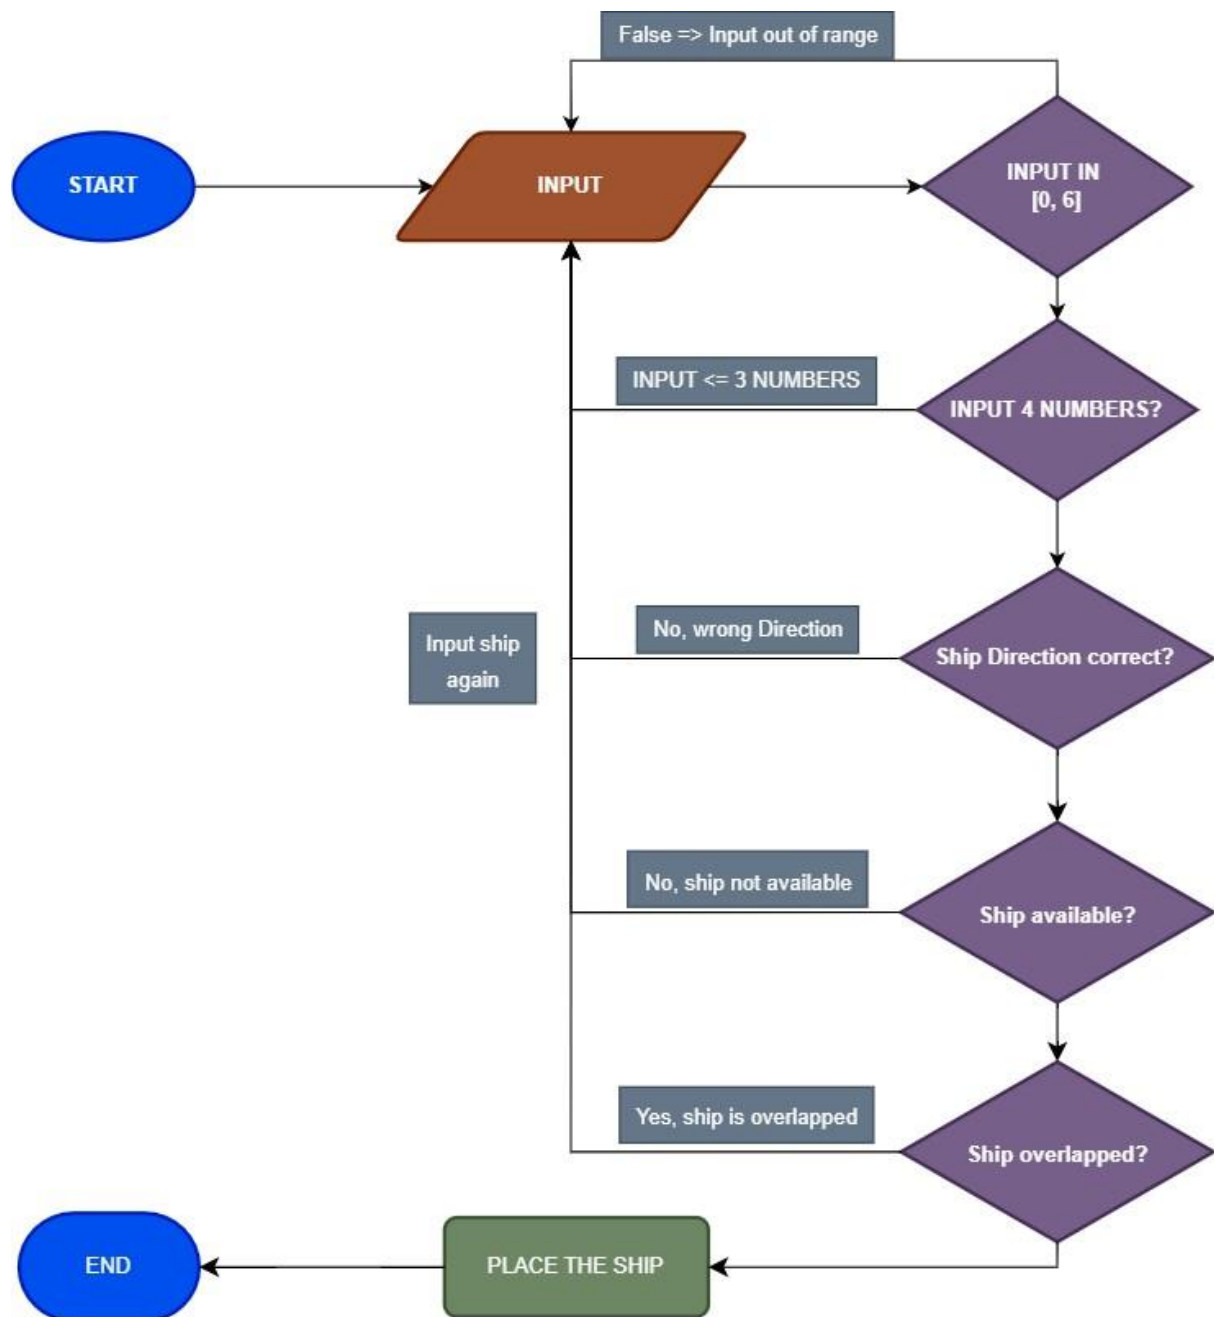 False => Input out of range
START
INPUT
INPUT IN
[0, 6]
INPUT <= 3 NUMBERS
INPUT 4 NUMBERS?
Input ship
again
No, wrong Direction
Ship Direction correct?
No, ship not available
Ship available?
Yes, ship is overlapped
Ship overlapped?
END
PLACE THE SHIP